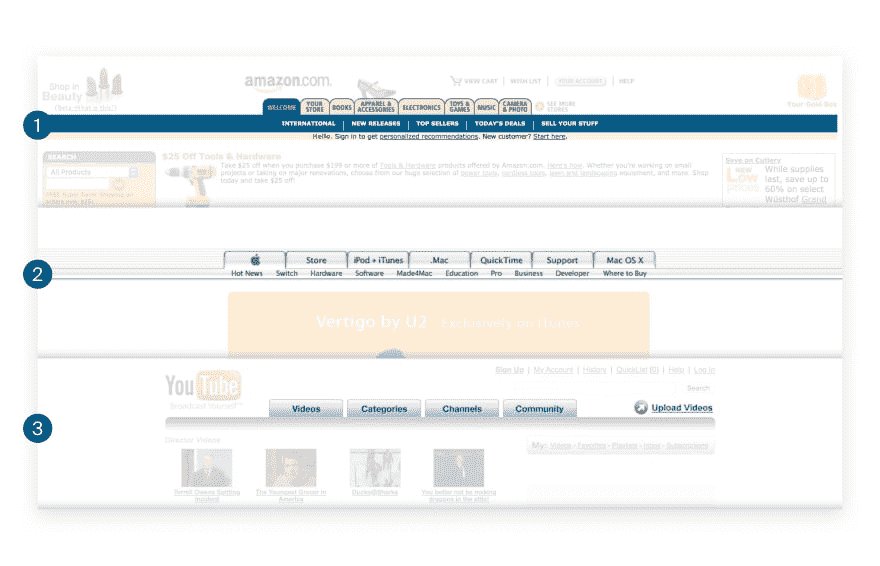 Shop in
Beauty
(beta. What is this?)
amazon.com.
VIEW CART | WISH LIST | YOUR ACCOUNT | HELP
Your Gold Box
WELCOME
YOUR STORE
BOOKS
APPAREL & ACCESSORIES
ELECTRONICS
TOYS & GAMES
MUSIC
CAMERA & PHOTO
SEE MORE STORES
1
INTERNATIONAL | NEW RELEASES | TOP SELLERS | TODAY'S DEALS | SELL YOUR STUFF
Hello. Sign in to get personalized recommendations. New customer? Start here.
SEARCH
All Products
FREE Super Saver Shipping on
$25 Off Tools & Hardware
Take $25 off when you purchase $199 or more of Tools & Hardware products offered by Amazon.com. Here's how. Whether you're working on small
projects or taking on major renovations, choose from our huge selection of power tools, cordless tools, lawn and landscaping equipment, and more. Shop
today and take $25 off!
Save on Cutlery
NEW LOW PRICES
While supplies
last, save up to
60% on select
Wüsthof Grand
2
Store
iPod + iTunes
.Mac
QuickTime
Support
Mac OS X
Hot News Switch Hardware Software Made4Mac Education Pro Business Developer Where to Buy
Vertigo by U2 Exclusively on iTunes
3
YouTube
Broadcast Yourself™
Sign Up | My Account | History | QuickList (0) | Help | Log In
Search
Videos
Categories
Channels
Community
Upload Videos
Director Videos
My: Videos - Favorites - Playlists - Inbox - Subscriptions
Terrell Owens Getting
Insulted
The Youngest Grocer in
America
You better not be making
dragons in the attic!